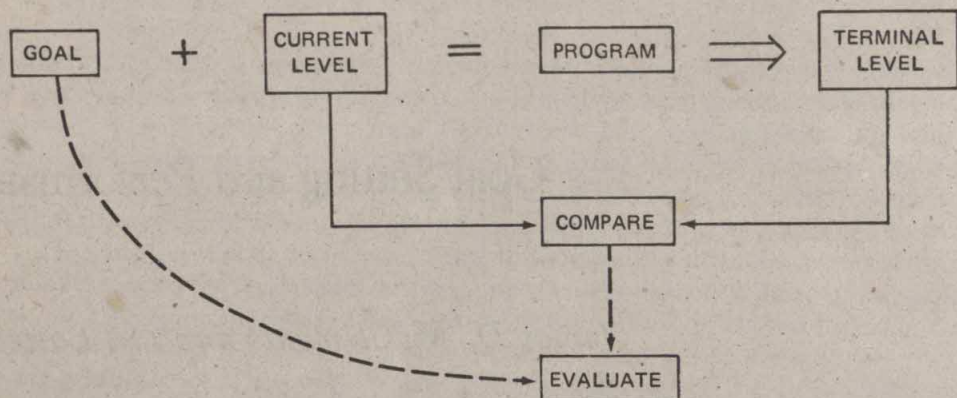 GOAL + CURRENT LEVEL = PROGRAM ⇒ TERMINAL LEVEL
COMPARE
EVALUATE